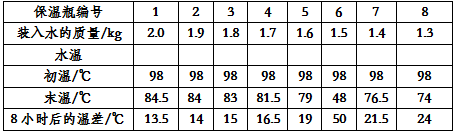 保温瓶编号 1 2 3 4 5 6 7 8
装入水的质量/kg 2.0 1.9 1.8 1.7 1.6 1.5 1.4 1.3
水温
初温/℃ 98 98 98 98 98 98 98 98
末温/℃ 84.5 84 83 81.5 79 48 76.5 74
8 小时后的温差/℃ 13.5 14 15 16.5 19 50 21.5 24